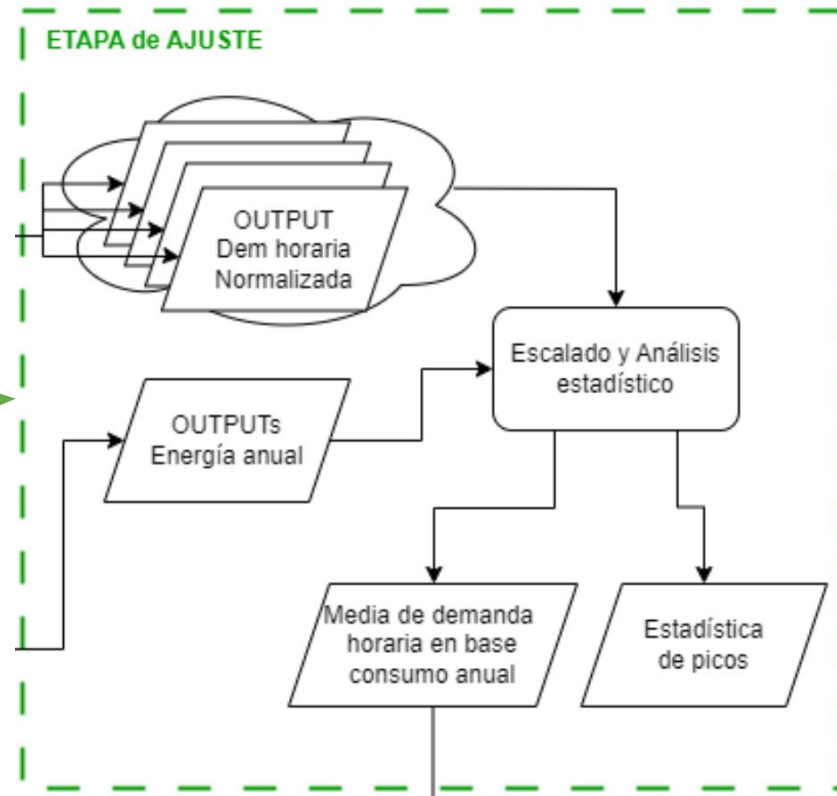 ETAPA de AJUSTE
OUTPUT
Dem horaria
Normalizada
Escalado y Análisis
estadístico
OUTPUTs
Energía anual
Media de demanda
horaria en base
consumo anual
Estadística
de picos